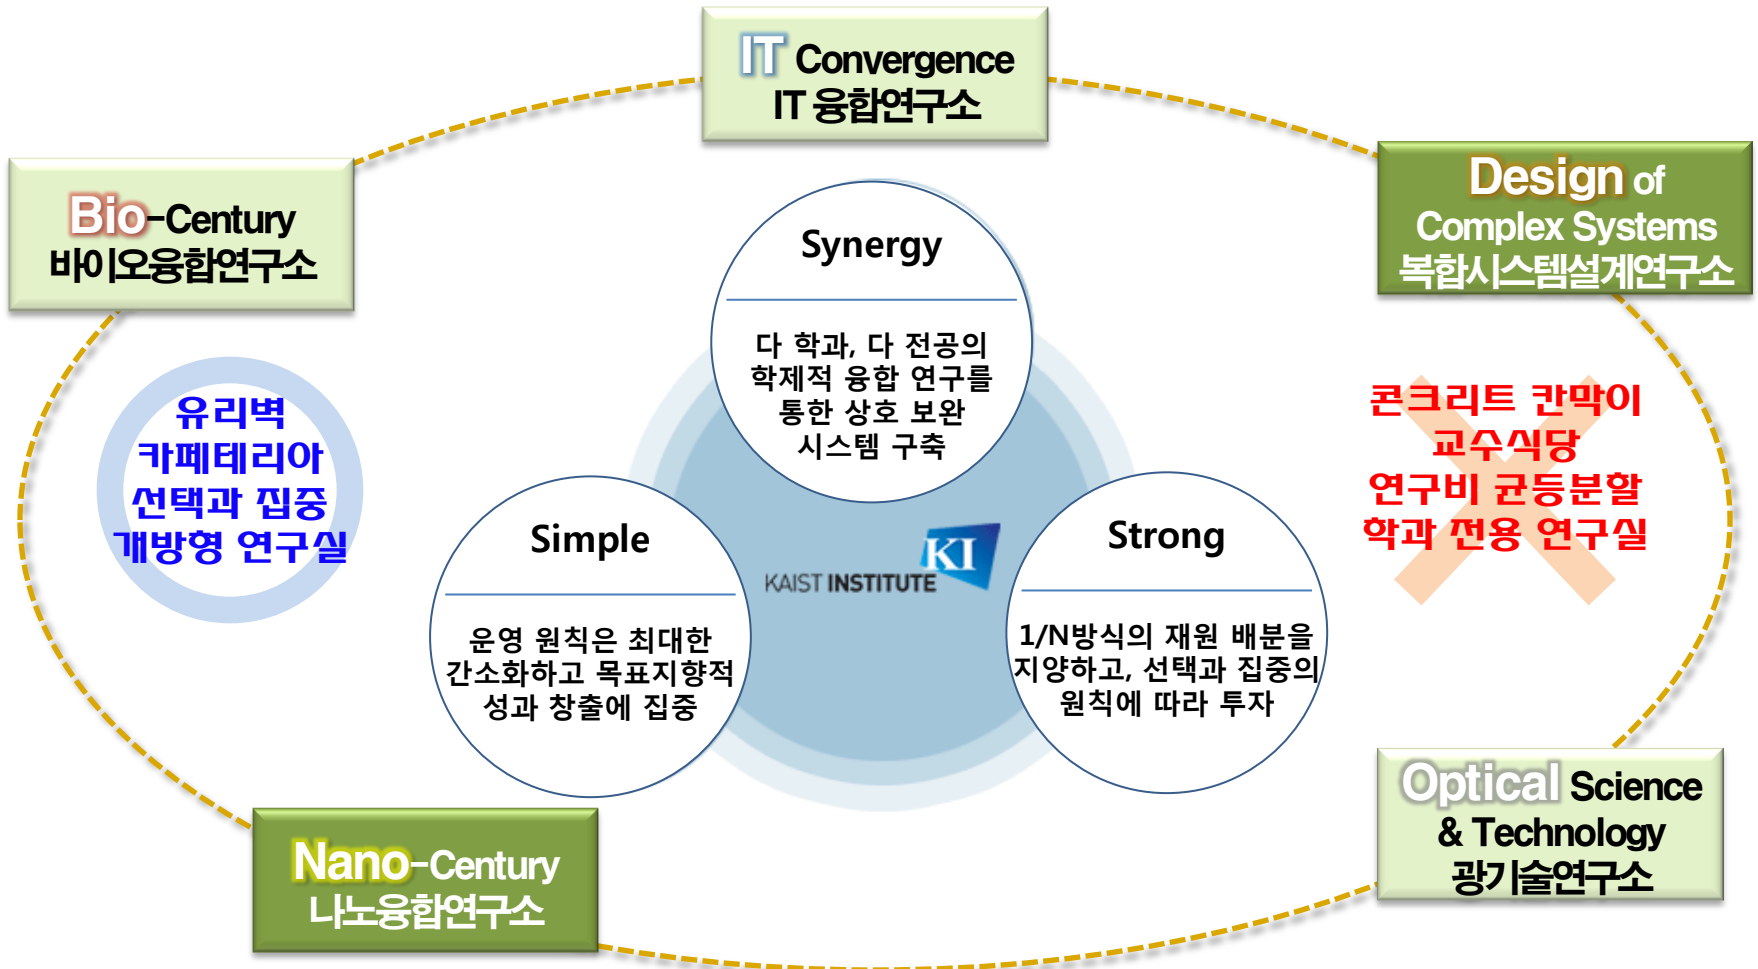 IT Convergence
IT 융합연구소
Bio-Century
바이오융합연구소
Design of
Complex Systems
복합시스템설계연구소
Synergy
다 학과, 다 전공의
학제적 융합 연구를
통한 상호 보완
시스템 구축
유리벽
카페테리아
선택과 집중
개방형 연구실
콘크리트 칸막이
교수식당
연구비 균등분할
학과 전용 연구실
Simple
운영 원칙은 최대한
간소화하고 목표지향적
성과 창출에 집중
KI
KAIST INSTITUTE
Strong
1/N방식의 재원 배분을
지양하고, 선택과 집중의
원칙에 따라 투자
Nano-Century
나노융합연구소
Optical Science
& Technology
광기술연구소